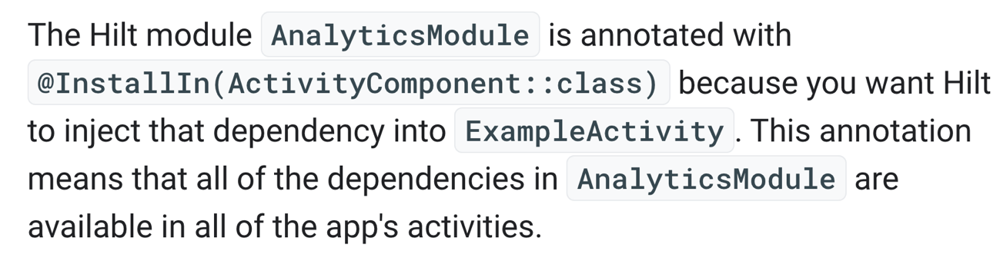 The Hilt module AnalyticsModule is annotated with
@InstallIn(ActivityComponent::class) because you want Hilt
to inject that dependency into ExampleActivity. This annotation
means that all of the dependencies in AnalyticsModule are
available in all of the app's activities.